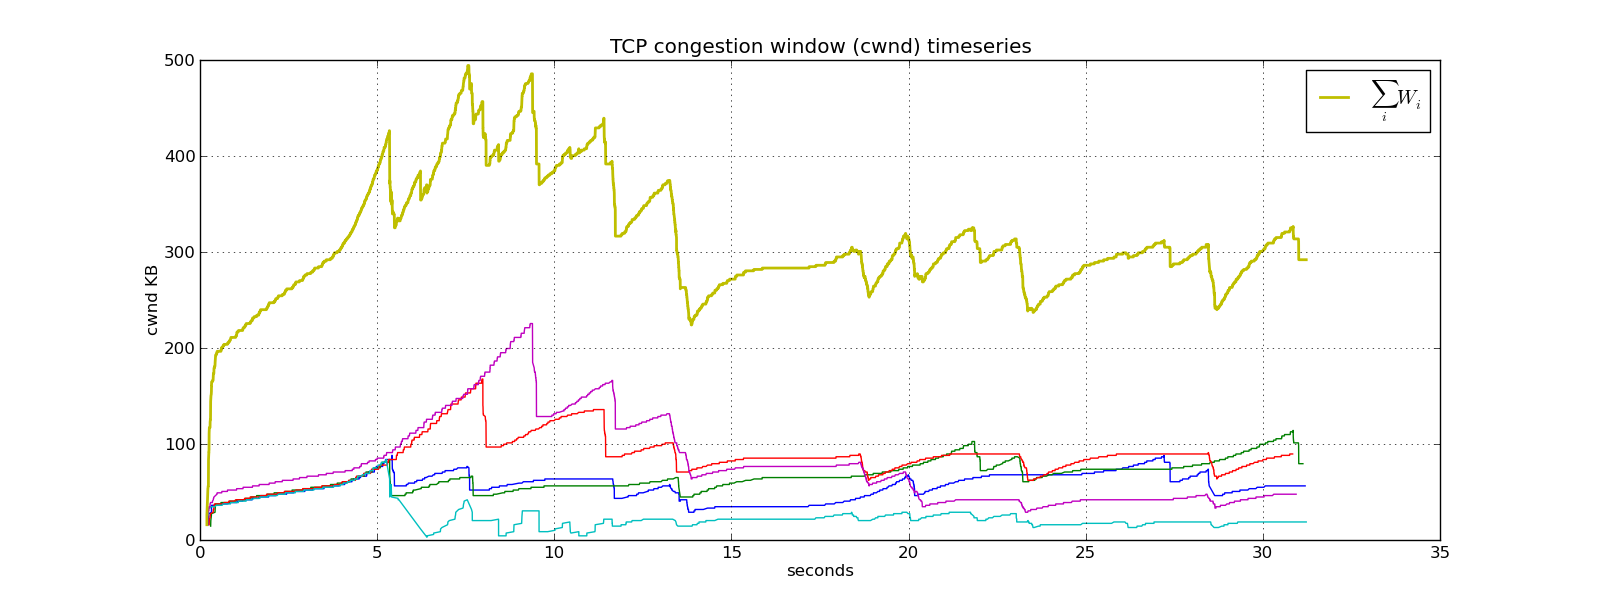 TCP congestion window (cwnd) timeseries
500
400
300
200
100
0
cwnd KB
∑
i
W_i
0 5 10 15 20 25 30 35
seconds